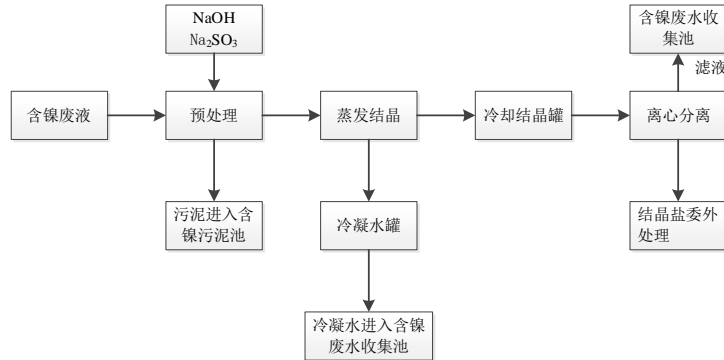 NaOH
Na₂SO₃
含镍废水收
集池
滤液
含镍废液
预处理
蒸发结晶
冷却结晶罐
离心分离
污泥进入含
镍污泥池
冷凝水罐
结晶盐委外
处理
冷凝水进入含镍
废水收集池